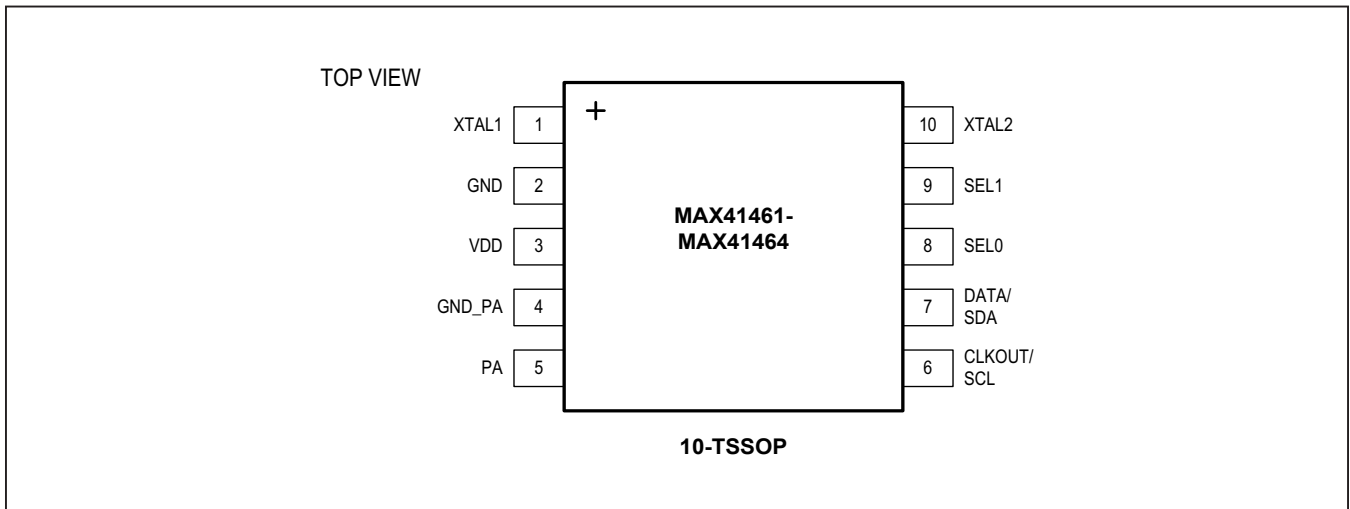 TOP VIEW
+
XTAL1 1
GND 2
VDD 3
GND_PA 4
PA 5
MAX41461-
MAX41464
10 XTAL2
9 SEL1
8 SEL0
7 DATA/
SDA
6 CLKOUT/
SCL
10-TSSOP